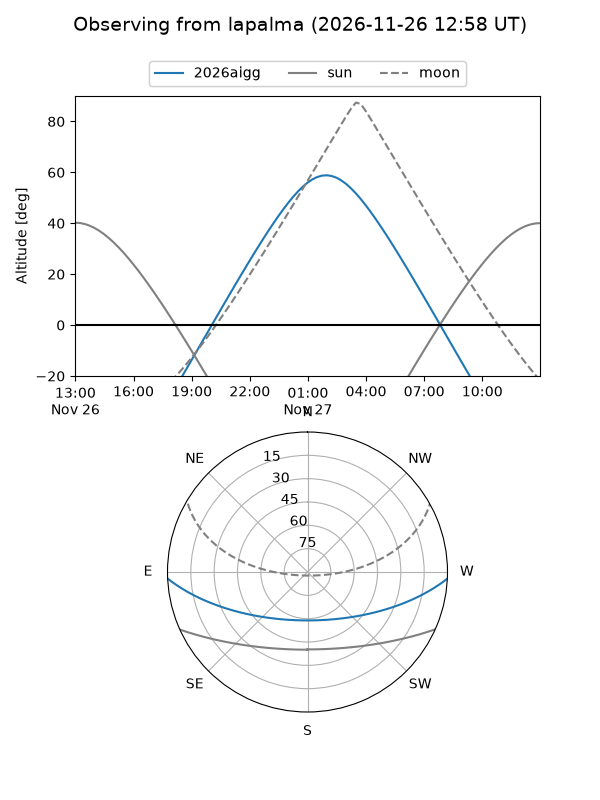 Observing from lapalma (2026-11-26 12:58 UT)
2026aigg sun moon
80
60
40
20
0
−20
Altitude [deg]
13:00 16:00 19:00 22:00 01:00 04:00 07:00 10:00
Nov 26 Nov 27
N
NE NW
15
30
45
60
75
E W
SE SW
S